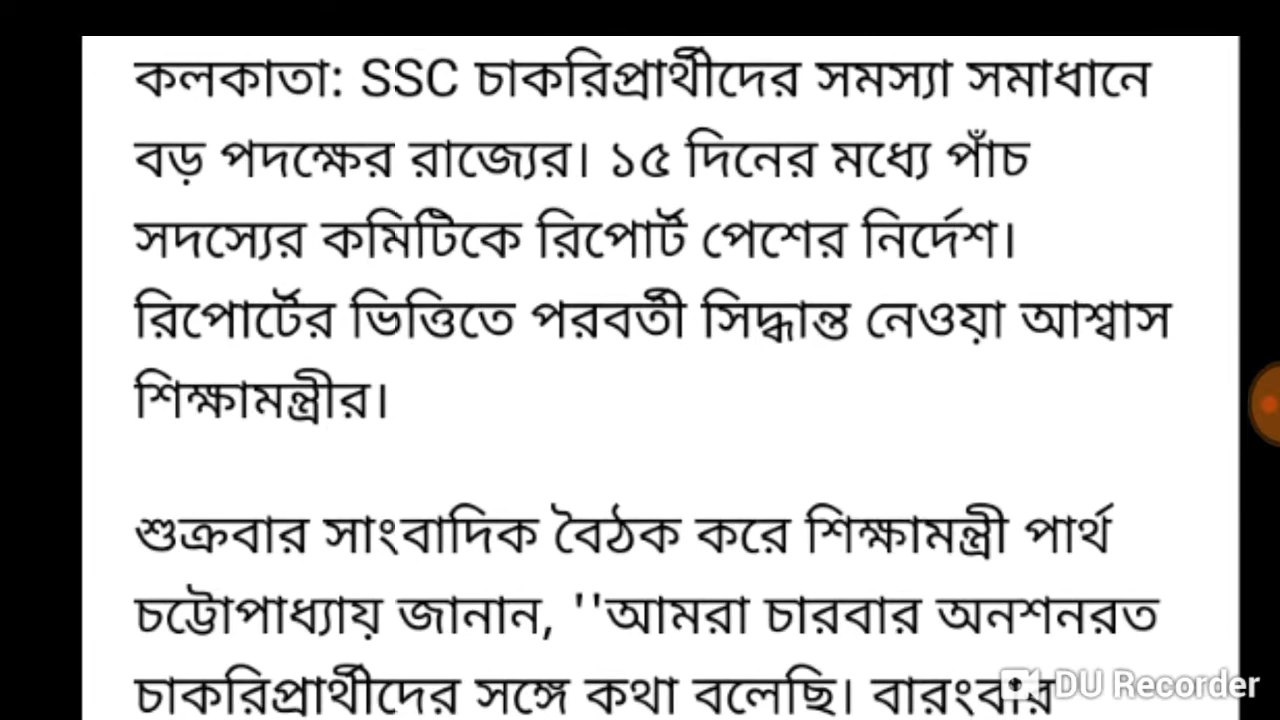 কলকাতা: SSC চাকরিপ্রার্থীদের সমস্যা সমাধানে
বড় পদক্ষের রাজ্যের। ১৫ দিনের মধ্যে পাঁচ
সদস্যের কমিটিকে রিপোর্ট পেশের নির্দেশ।
রিপোর্টের ভিত্তিতে পরবর্তী সিদ্ধান্ত নেওয়া আশ্বাস
শিক্ষামন্ত্রীর।
শুক্রবার সাংবাদিক বৈঠক করে শিক্ষামন্ত্রী পার্থ
চট্টোপাধ্যায় জানান, ''আমরা চারবার অনশনরত
চাকরিপ্রার্থীদের সঙ্গে কথা বলেছি। বারংবার
DU Recorder